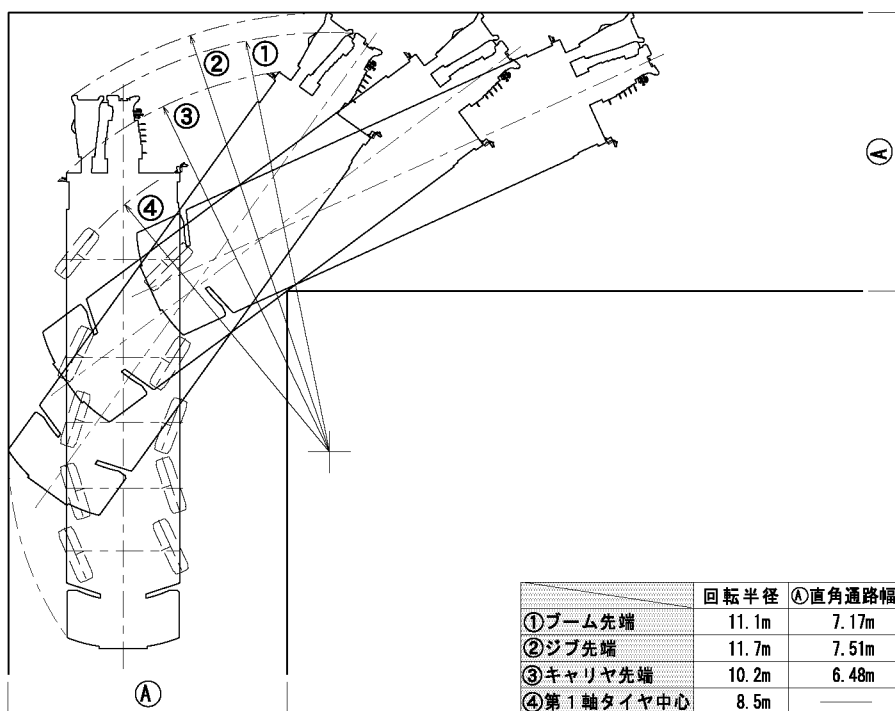 ①
②
③
④
Ⓐ
Ⓐ
回転半径 Ⓐ直角通路幅
①ブーム先端 11.1m 7.17m
②ジブ先端 11.7m 7.51m
③キャリヤ先端 10.2m 6.48m
④第1軸タイヤ中心 8.5m ———